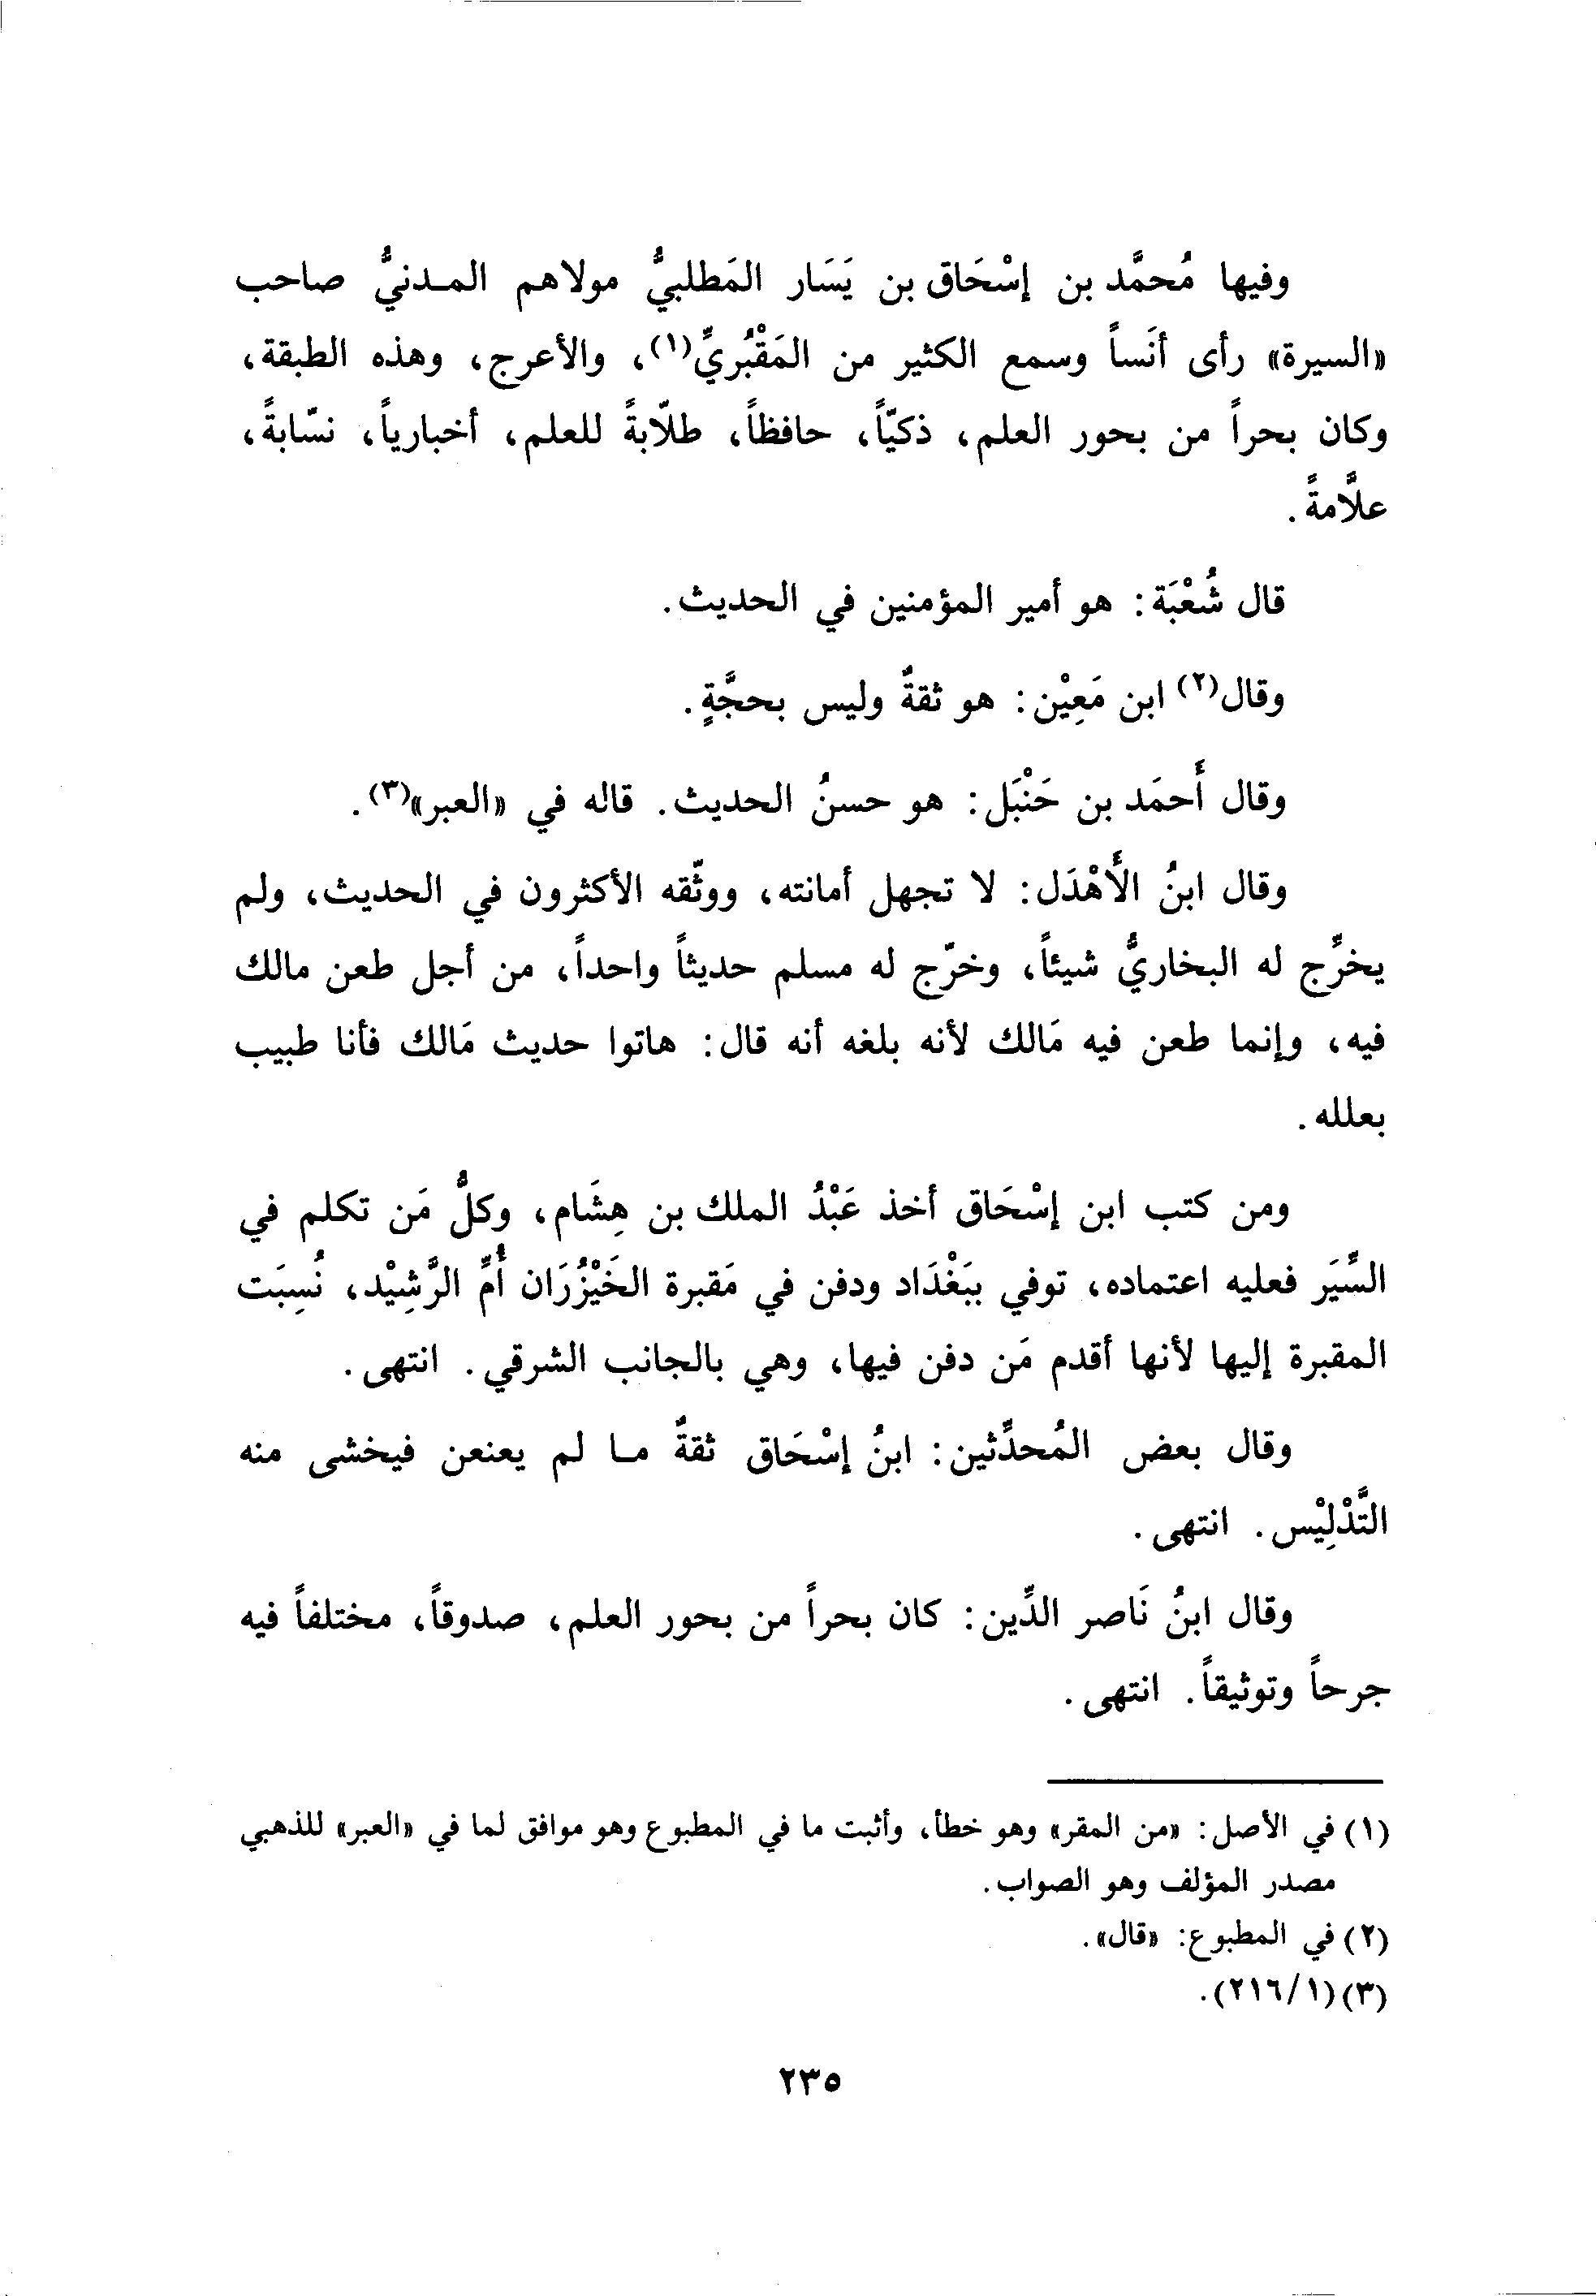 وفيها مُحمَّد بن إسْحَاق بن يَسَار المَطلبيُّ مولاهم المـدنيُّ صاحب
«السيرة» رأى أنَساً وسمع الكثير من المَقْبُريِّ(١)، والأعرج، وهذه الطبقة،
وكان بحراً من بحور العلم، ذكيّاً، حافظاً، طلّابةً للعلم، أخبارياً، نسّابةً،
علَّامةً.
قال شُعْبَة: هو أمير المؤمنين في الحديث.
وقال(٢) ابن مَعِيْن: هو ثقةٌ وليس بحجَّةٍ.
وقال أَحمَد بن حَنْبَل: هو حسنُ الحديث. قاله في «العبر»(٣).
وقال ابنُ الأَهْدَل: لا تجهل أمانته، ووثّقه الأكثرون في الحديث، ولم
يخرِّج له البخاريُّ شيئاً، وخرّج له مسلم حديثاً واحداً، من أجل طعن مالك
فيه، وإنما طعن فيه مَالك لأنه بلغه أنه قال: هاتوا حديث مَالك فأنا طبيب
بعلله.
ومن كتب ابن إسْحَاق أخذ عَبْدُ الملك بن هِشَام، وكلُّ مَن تكلم في
السِّيَر فعليه اعتماده، توفي ببَغْدَاد ودفن في مَقبرة الخَيْزُرَان أُمِّ الرَّشِيْد، نُسِبَت
المقبرة إليها لأنها أقدم مَن دفن فيها، وهي بالجانب الشرقي. انتهى.
وقال بعض المُحدِّثين: ابنُ إسْحَاق ثقةٌ مـا لم يعنعن فيخشى منه
التَّدْلِيْس. انتهى.
وقال ابنُ نَاصر الدِّين: كان بحراً من بحور العلم، صدوقاً، مختلفاً فيه
جرحاً وتوثيقاً. انتهى.
(١) في الأصل: «من المقر» وهو خطأ، وأثبت ما في المطبوع وهو موافق لما في «العبر» للذهبي
مصدر المؤلف وهو الصواب.
(٢) في المطبوع: «قال».
(٣) (٢١٦/١).
٢٣٥